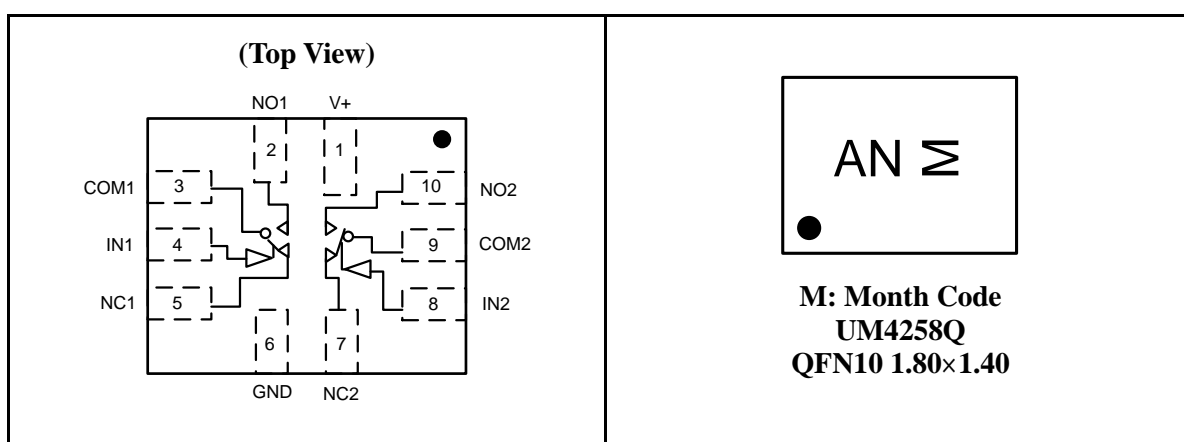 (Top View)
NO1 V+
2 1
COM1 3 10 NO2
IN1 4 9 COM2
NC1 5 8 IN2
6 7
GND NC2
AN M
M: Month Code
UM4258Q
QFN10 1.80×1.40